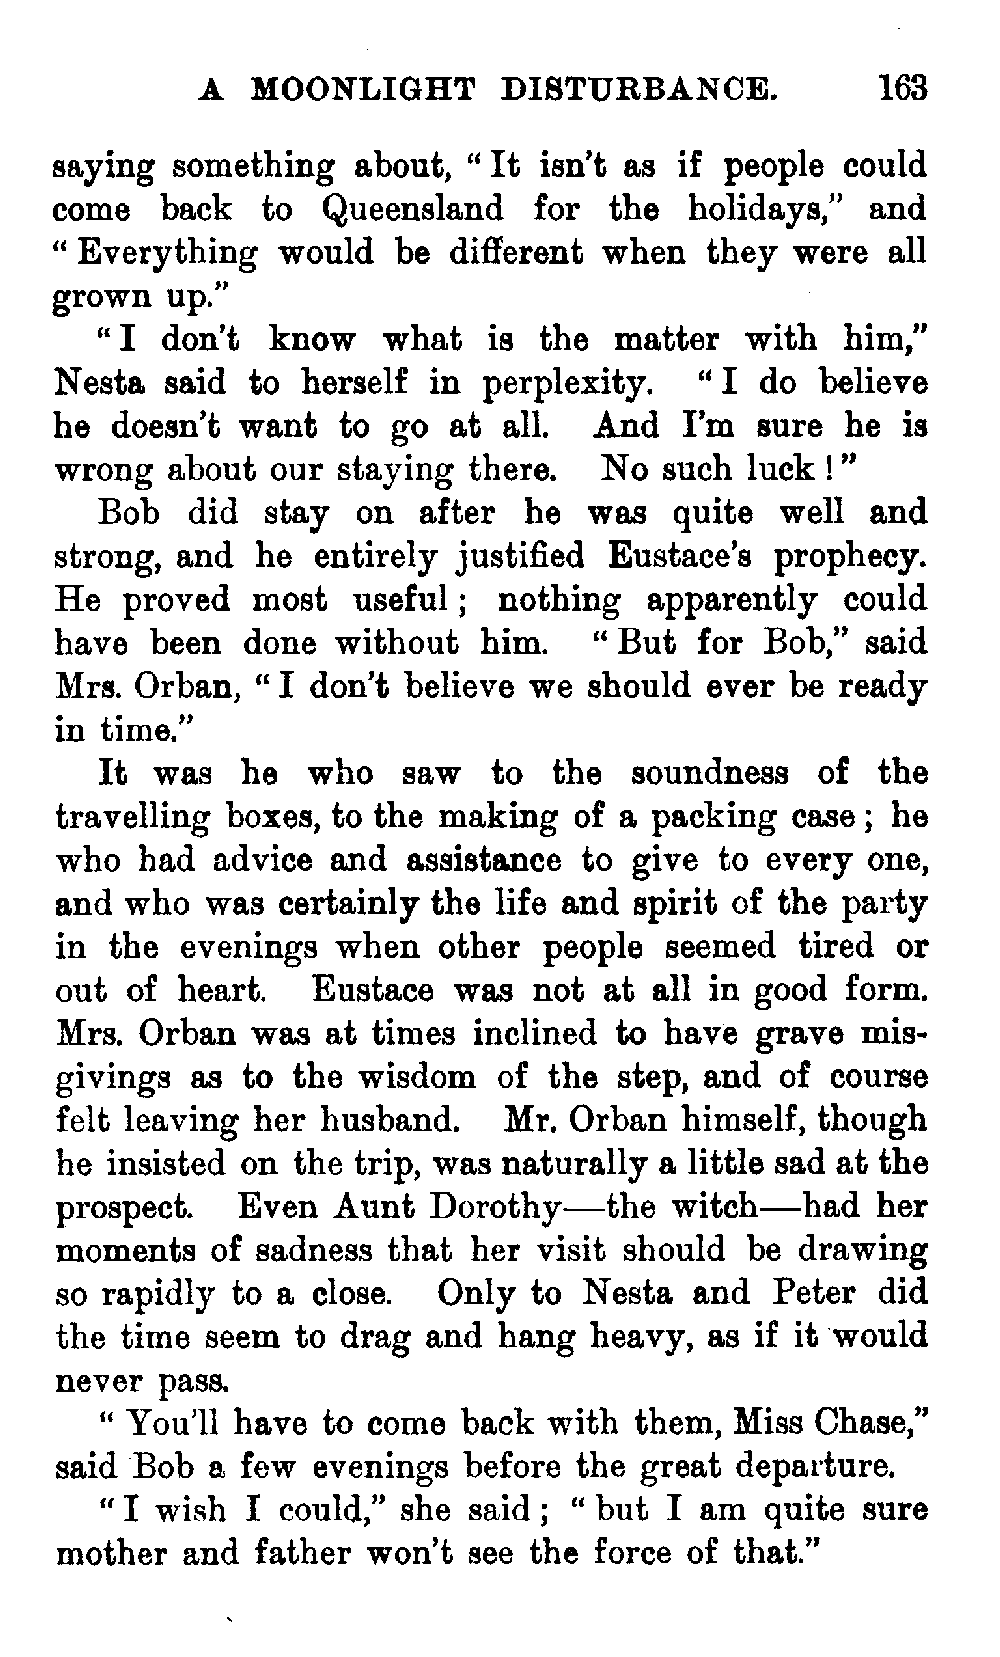 A MOONLIGHT DISTURBANCE. 163
saying something about, “ It isn't as if people could
come back to Queensland for the holidays,” and
“ Everything would be different when they were all
grown up.”
“ I don't know what is the matter with him,”
Nesta said to herself in perplexity. “ I do believe
he doesn't want to go at all. And I'm sure he is
wrong about our staying there. No such luck ! ”
Bob did stay on after he was quite well and
strong, and he entirely justified Eustace's prophecy.
He proved most useful ; nothing apparently could
have been done without him. “ But for Bob,” said
Mrs. Orban, “ I don't believe we should ever be ready
in time.”
It was he who saw to the soundness of the
travelling boxes, to the making of a packing case ; he
who had advice and assistance to give to every one,
and who was certainly the life and spirit of the party
in the evenings when other people seemed tired or
out of heart. Eustace was not at all in good form.
Mrs. Orban was at times inclined to have grave mis-
givings as to the wisdom of the step, and of course
felt leaving her husband. Mr. Orban himself, though
he insisted on the trip, was naturally a little sad at the
prospect. Even Aunt Dorothy—the witch—had her
moments of sadness that her visit should be drawing
so rapidly to a close. Only to Nesta and Peter did
the time seem to drag and hang heavy, as if it would
never pass.
“ You'll have to come back with them, Miss Chase,”
said Bob a few evenings before the great departure.
“ I wish I could,” she said ; “ but I am quite sure
mother and father won't see the force of that.”